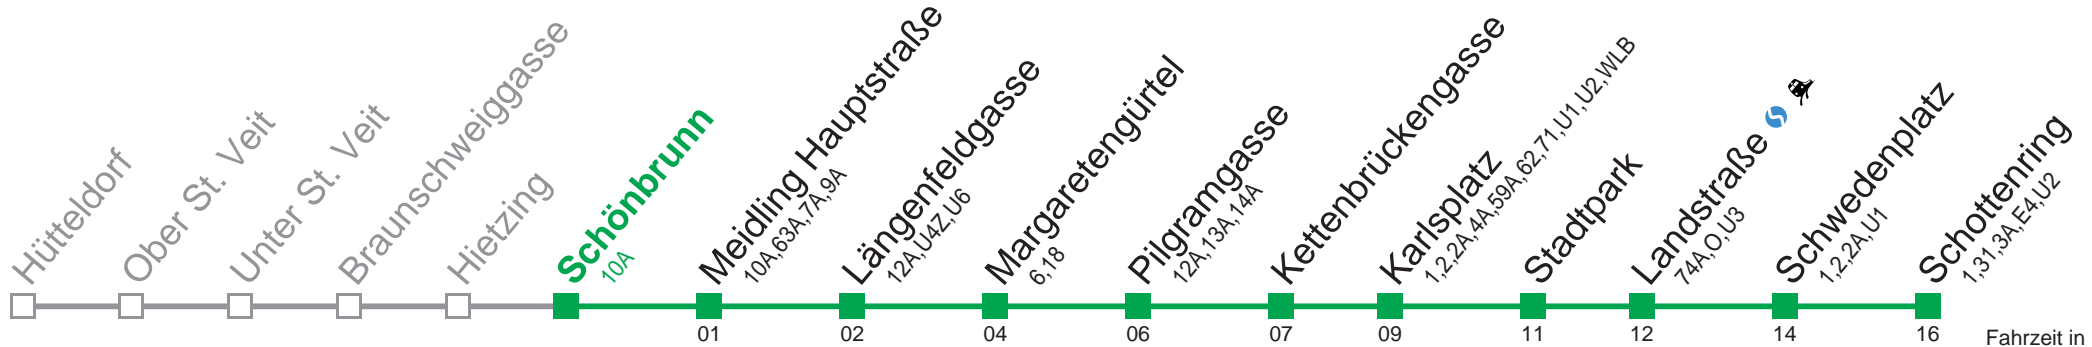 Hütteldorf
Ober St. Veit
Unter St. Veit
Braunschweiggasse
Hietzing
Schönbrunn
10A
Meidling Hauptstraße
10A,63A,7A,9A
Längenfeldgasse
12A,U4Z,U6
Margaretengürtel
6,18
Pilgramgasse
12A,13A,14A
Kettenbrückengasse
Karlsplatz
1,2,2A,4A,59A,62,71,U1,U2,WLB
Stadtpark
Landstraße
74A,O,U3
Schwedenplatz
1,2,2A,U1
Schottenring
1,31,3A,E4,U2
01 02 04 06 07 09 11 12 14 16 Fahrzeit in